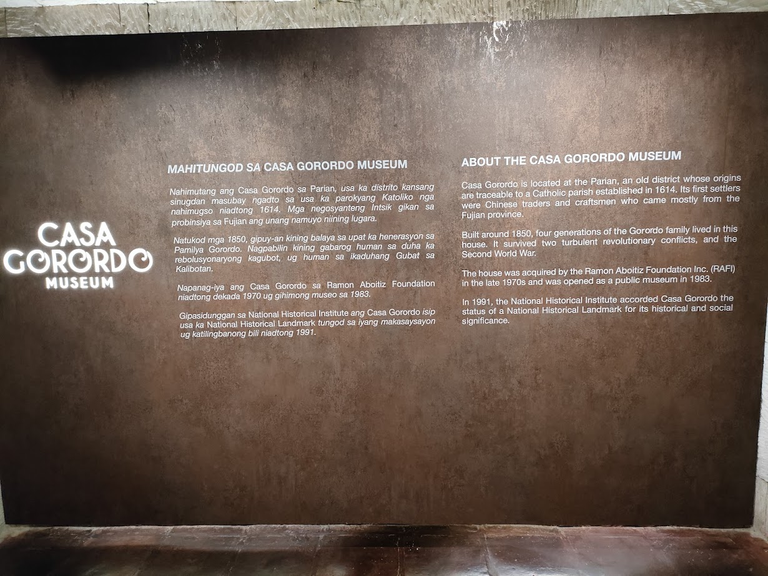 CASA
GORORDO
MUSEUM
MAHITUNGOD SA CASA GORORDO MUSEUM
Nahimutang ang Casa Gorordo sa Parian, usa ka distrito kansang
sinugdan masubay ngadto sa usa ka parokyang Katoliko nga
nahimugso niadtong 1614. Mga negosyanteng Intsik gikan sa
probinsiya sa Fujian ang unang namuyo niining lugara.
Natukod mga 1850, gipuy-an kining balaya sa upat ka henerasyon sa
Pamilya Gorordo. Nagpabilin kining gabarog human sa duha ka
rebolusyonaryong kagubot, ug human sa ikaduhang Gubat sa
Kalibotan.
Napanag-iya ang Casa Gorordo sa Ramon Aboitiz Foundation
niadtong dekada 1970 ug gihimong museo sa 1983.
Gipasidunggan sa National Historical Institute ang Casa Gorordo isip
usa ka National Historical Landmark tungod sa iyang makasaysayon
ug katilingbanong bili niadtong 1991.
ABOUT THE CASA GORORDO MUSEUM
Casa Gorordo is located at the Parian, an old district whose origins
are traceable to a Catholic parish established in 1614. Its first settlers
were Chinese traders and craftsmen who came mostly from the
Fujian province.
Built around 1850, four generations of the Gorordo family lived in this
house. It survived two turbulent revolutionary conflicts, and the
Second World War.
The house was acquired by the Ramon Aboitiz Foundation Inc. (RAFI)
in the late 1970s and was opened as a public museum in 1983.
In 1991, the National Historical Institute accorded Casa Gorordo the
status of a National Historical Landmark for its historical and social
significance.